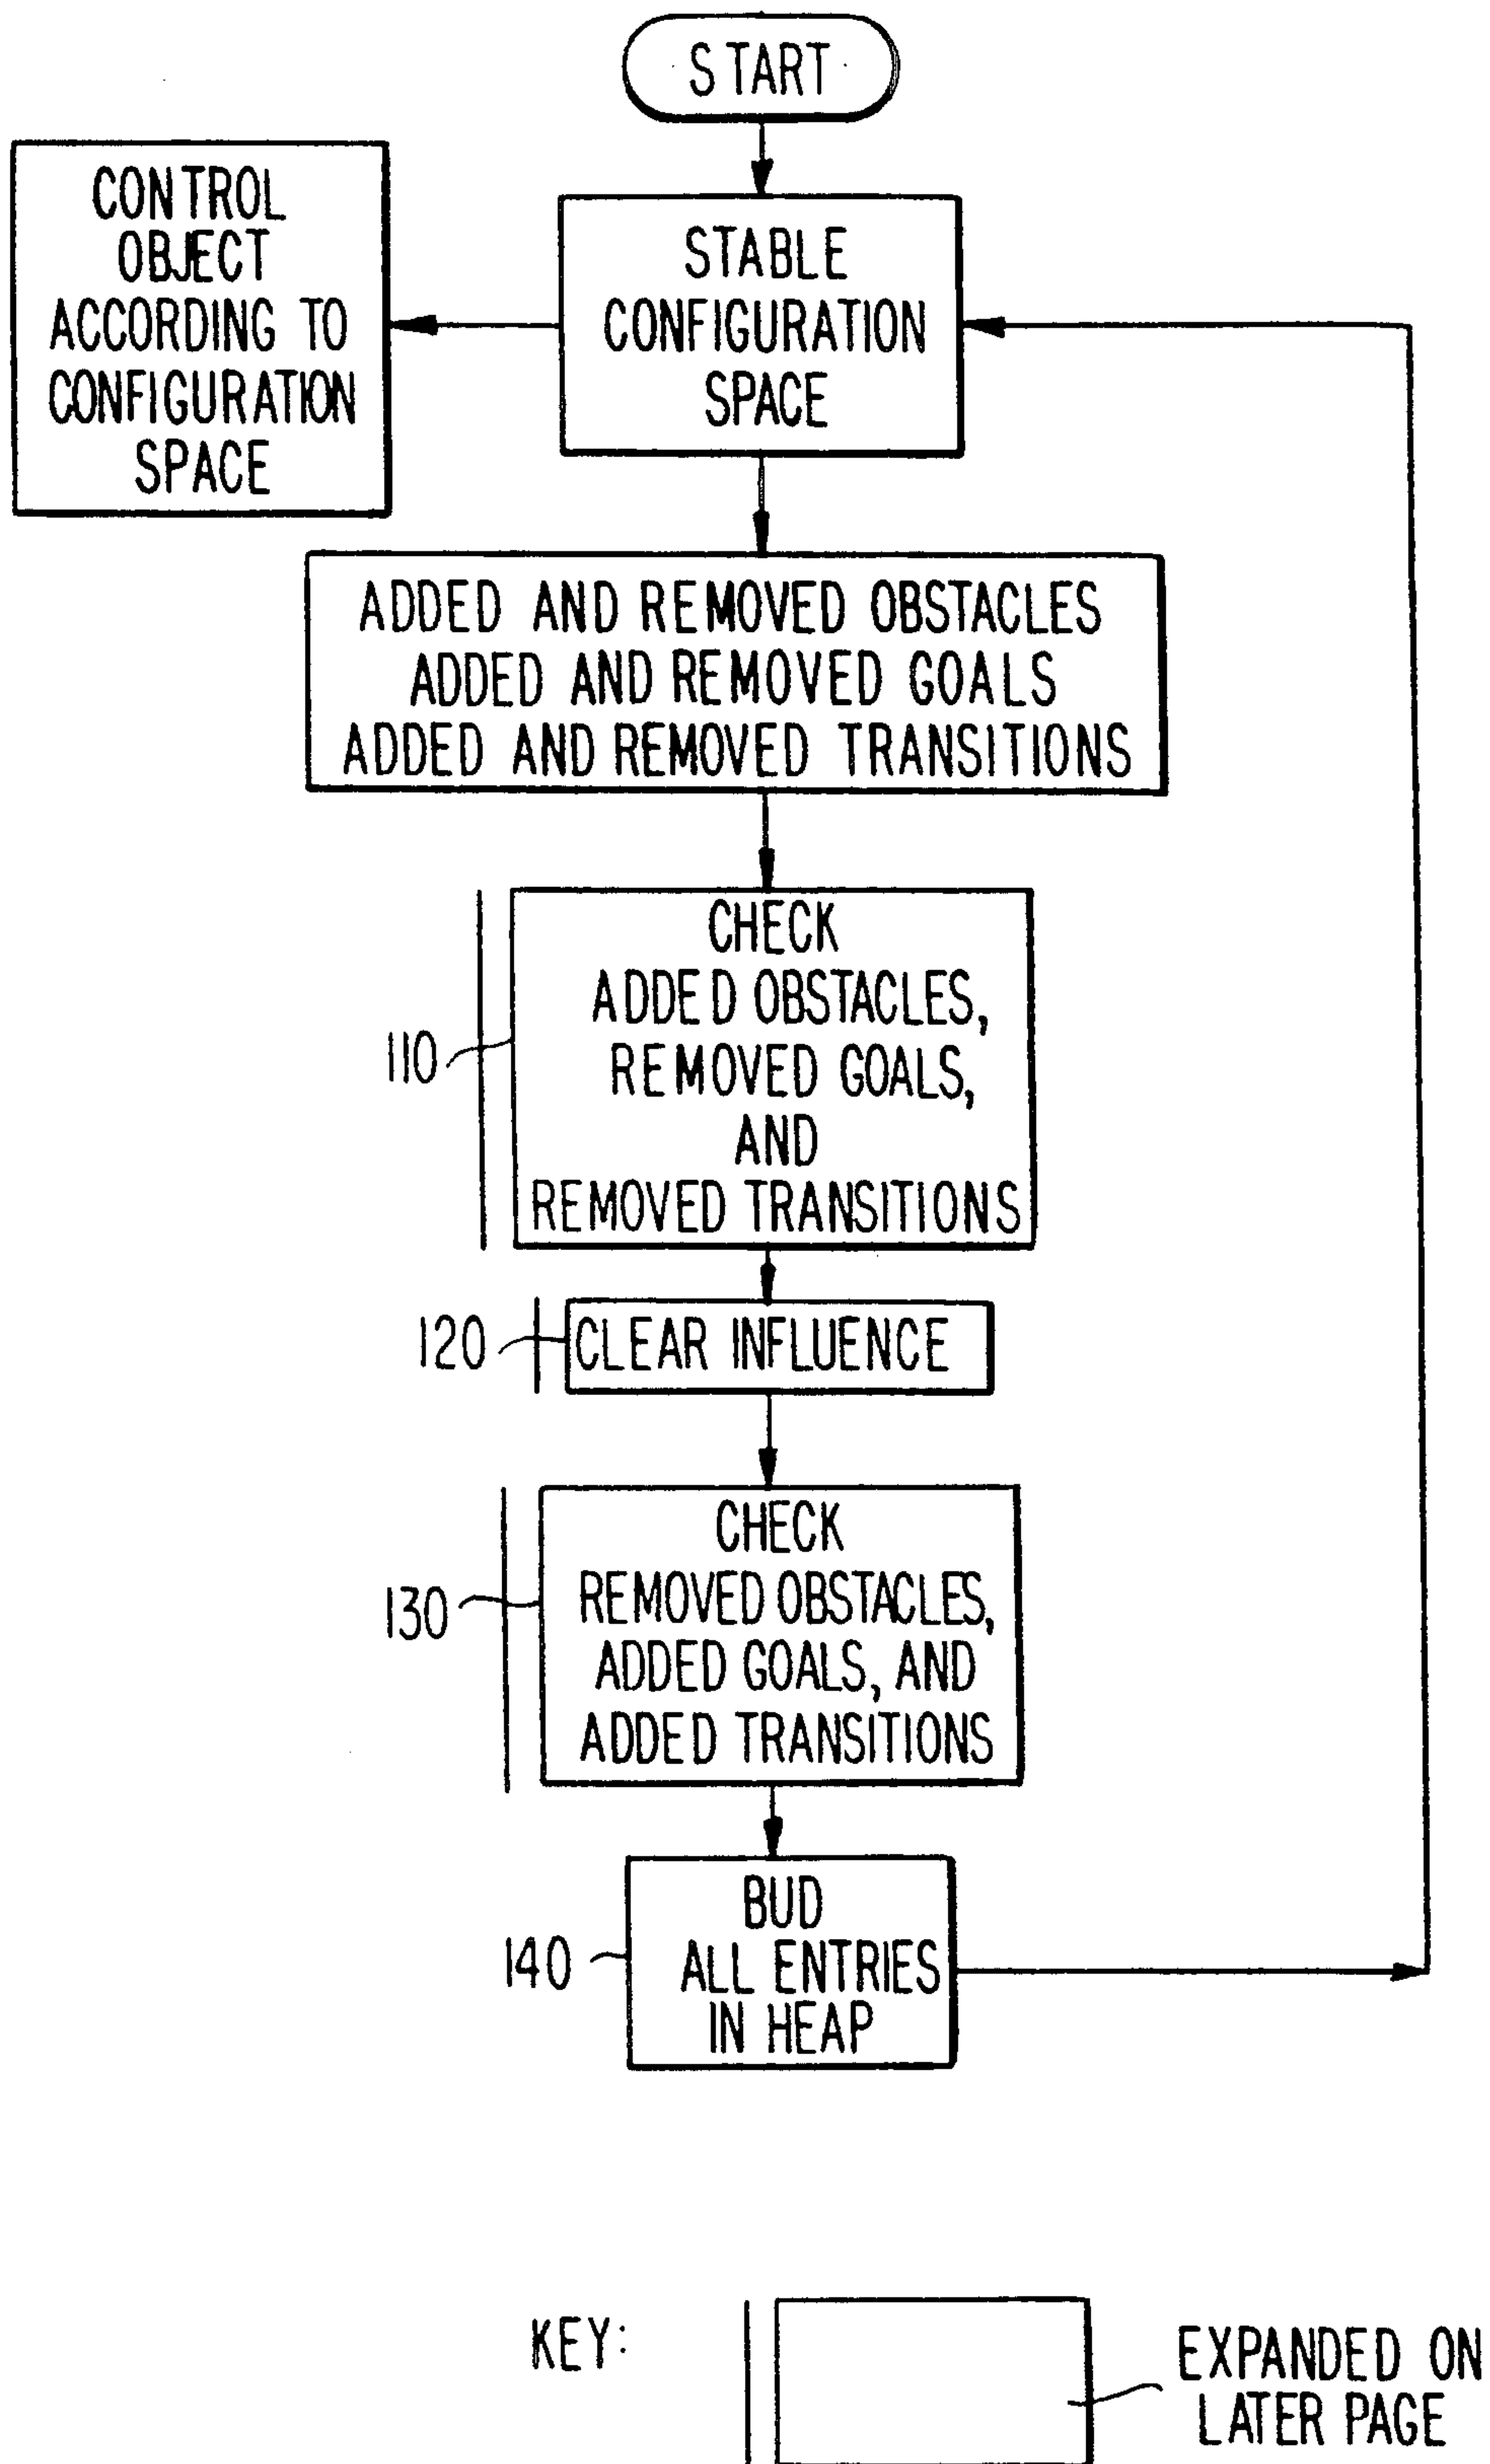 START
CONTROL
OBJECT
ACCORDING TO
CONFIGURATION
SPACE
STABLE
CONFIGURATION
SPACE
ADDED AND REMOVED OBSTACLES
ADDED AND REMOVED GOALS
ADDED AND REMOVED TRANSITIONS
110
CHECK
ADDED OBSTACLES,
REMOVED GOALS,
AND
REMOVED TRANSITIONS
120
CLEAR INFLUENCE
130
CHECK
REMOVED OBSTACLES,
ADDED GOALS, AND
ADDED TRANSITIONS
140
BUD
ALL ENTRIES
IN HEAP
KEY:
EXPANDED ON
LATER PAGE